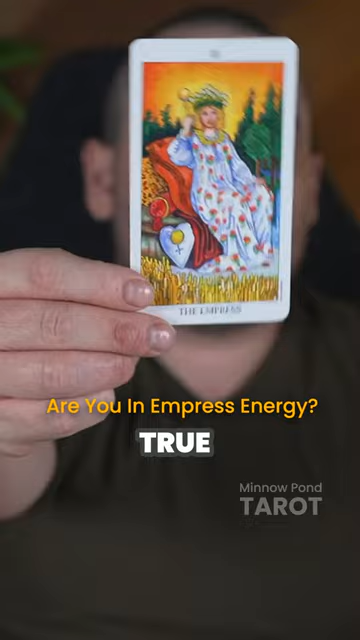 THE EMPRESS
Are You In Empress Energy?
TRUE
Minnow Pond
TAROT